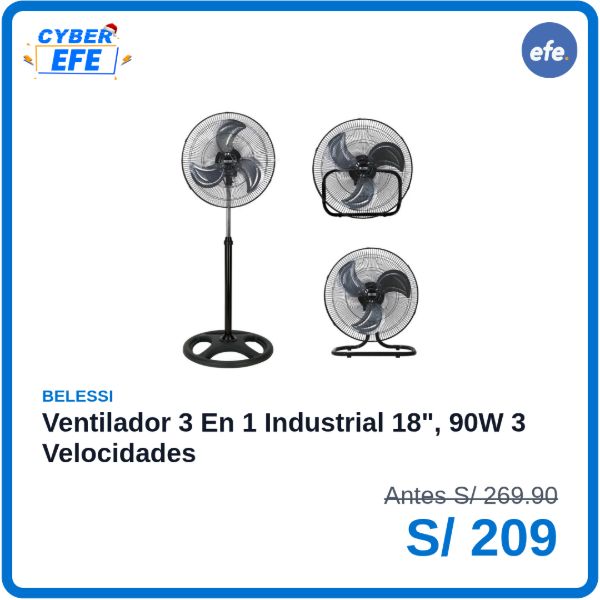 CYBER
EFE
efe.
BELESSI
Ventilador 3 En 1 Industrial 18", 90W 3
Velocidades
Antes S/ 269.90
S/ 209